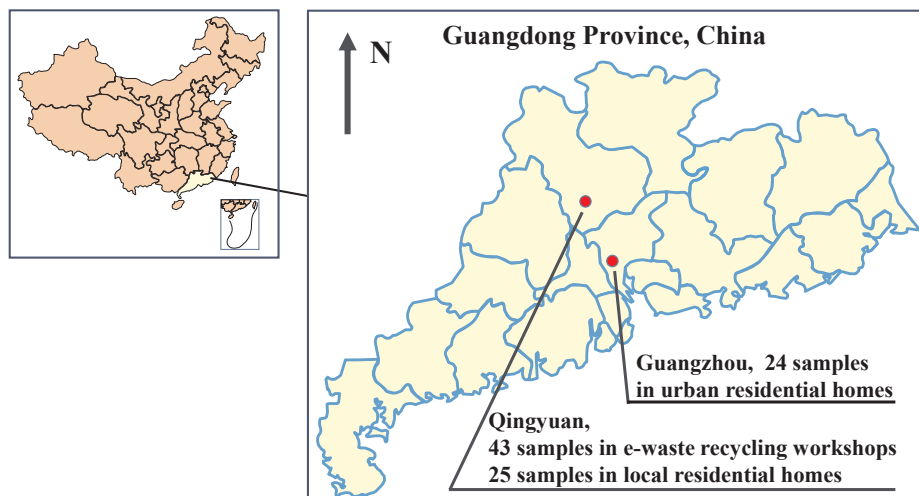 Guangdong Province, China
N
Guangzhou, 24 samples
in urban residential homes
Qingyuan,
43 samples in e-waste recycling workshops
25 samples in local residential homes